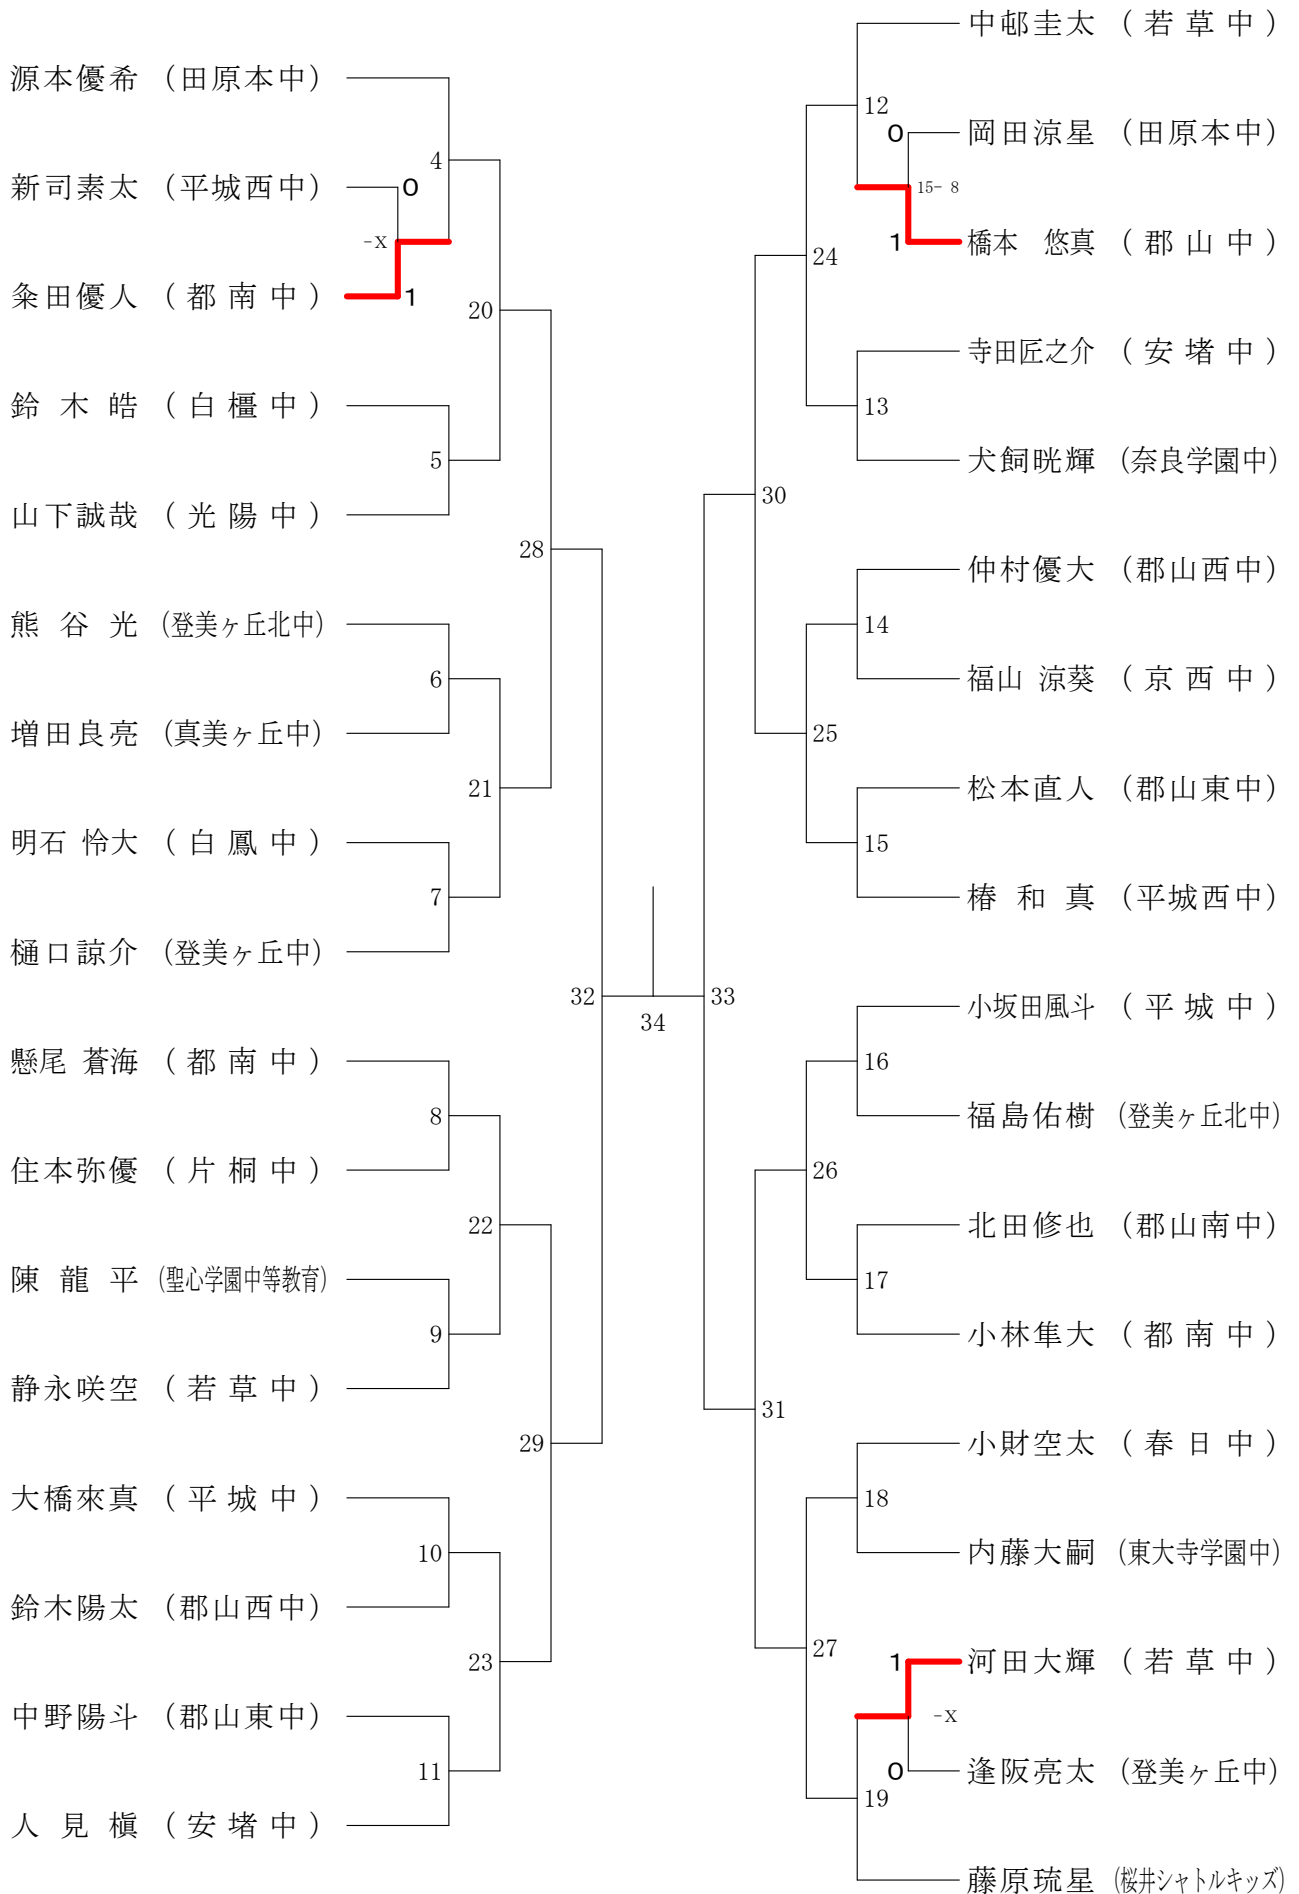 源本優希 (田原本中)
4
新司素太 (平城西中)
0
-X
粂田優人 (都南中)
1
20
鈴木皓 (白橿中)
5
山下誠哉 (光陽中)
28
熊谷光 (登美ヶ丘北中)
6
増田良亮 (真美ヶ丘中)
21
明石 怜大 (白鳳中)
7
樋口諒介 (登美ヶ丘中)
32
懸尾 蒼海 (都南中)
8
住本弥優 (片桐中)
22
陳龍平 (聖心学園中等教育)
9
静永咲空 (若草中)
29
大橋來真 (平城中)
10
鈴木陽太 (郡山西中)
23
中野陽斗 (郡山東中)
11
人見槇 (安堵中)
34
中邨圭太 (若草中)
12
0
岡田涼星 (田原本中)
15- 8
1
橋本 悠真 (郡山中)
24
寺田匠之介 (安堵中)
13
犬飼晄輝 (奈良学園中)
30
仲村優大 (郡山西中)
14
福山 涼葵 (京西中)
25
松本直人 (郡山東中)
15
椿和真 (平城西中)
33
小坂田風斗 (平城中)
16
福島佑樹 (登美ヶ丘北中)
26
北田修也 (郡山南中)
17
小林隼大 (都南中)
31
小財空太 (春日中)
18
内藤大嗣 (東大寺学園中)
27
1
河田大輝 (若草中)
-X
0
逢阪亮太 (登美ヶ丘中)
19
藤原琉星 (桜井シャトルキッズ)